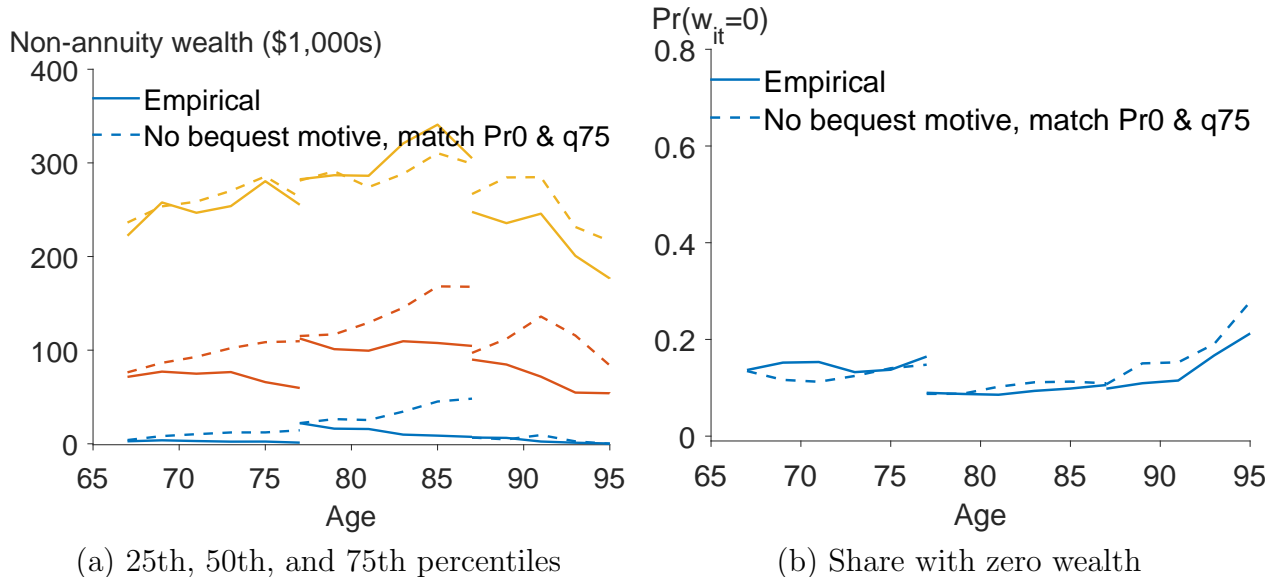 Non-annuity wealth ($1,000s)
400
300
200
100
0
Empirical
No bequest motive, match Pr0 & q75
65 70 75 80 85 90 95
Age
(a) 25th, 50th, and 75th percentiles
Pr(w_it=0)
0.8
0.6
0.4
0.2
0
Empirical
No bequest motive, match Pr0 & q75
65 70 75 80 85 90 95
Age
(b) Share with zero wealth